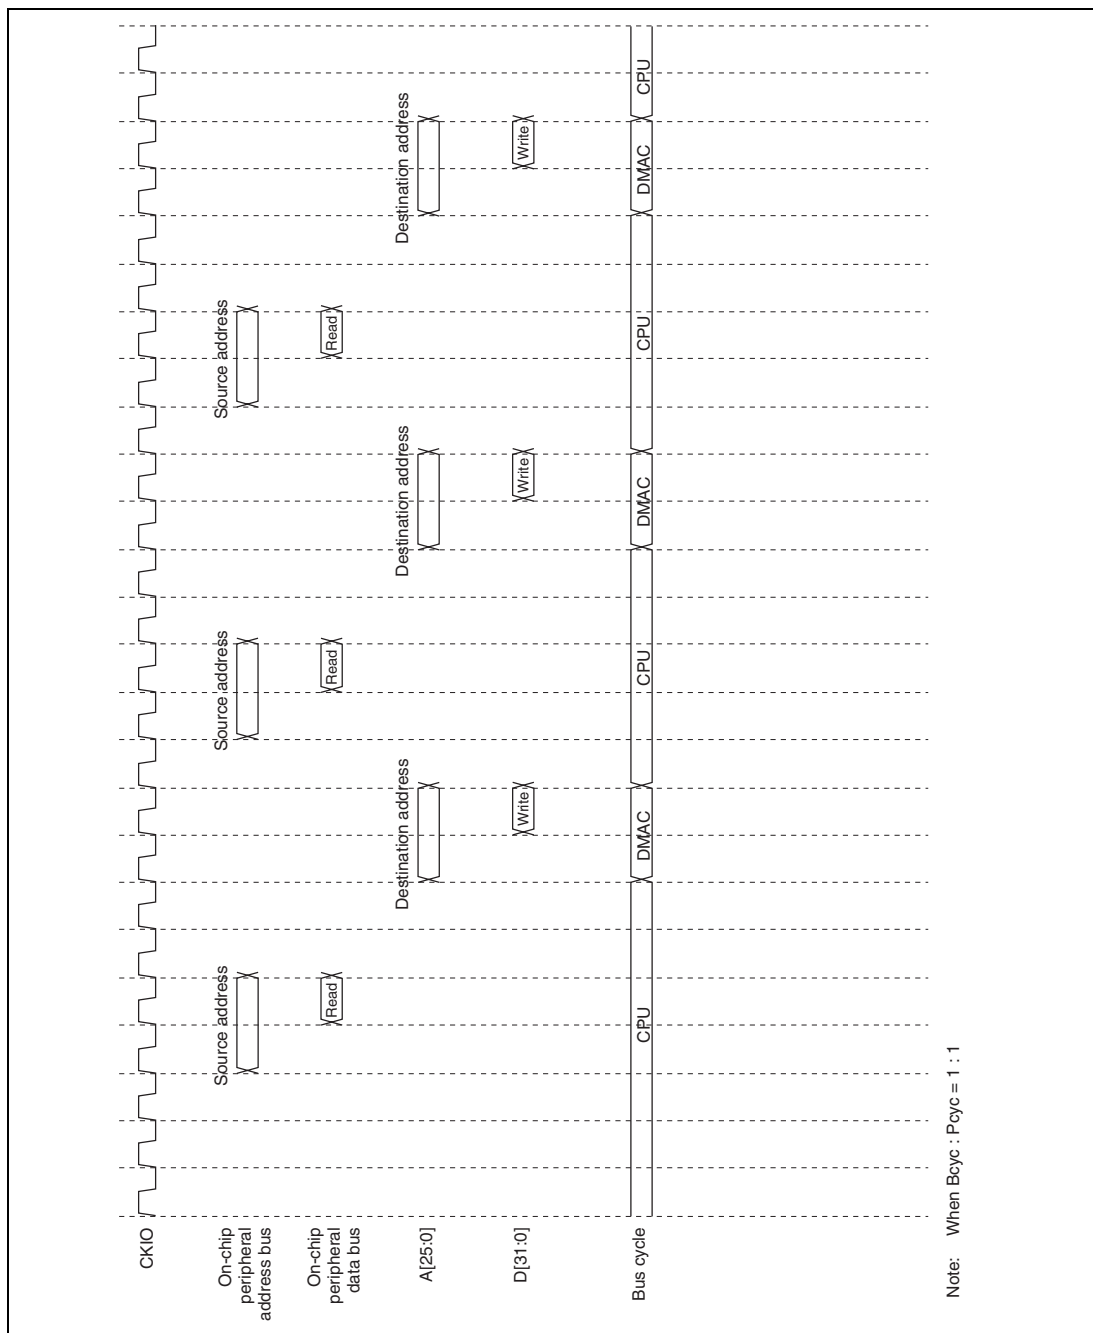 CKIO
On-chip
peripheral
address bus
Source address
Source address
Source address
On-chip
peripheral
data bus
Read
Read
Read
A[25:0]
Destination address
Destination address
Destination address
D[31:0]
Write
Write
Write
Bus cycle
CPU
DMAC
CPU
DMAC
CPU
DMAC
CPU
Note: When Bcyc : Pcyc = 1 : 1